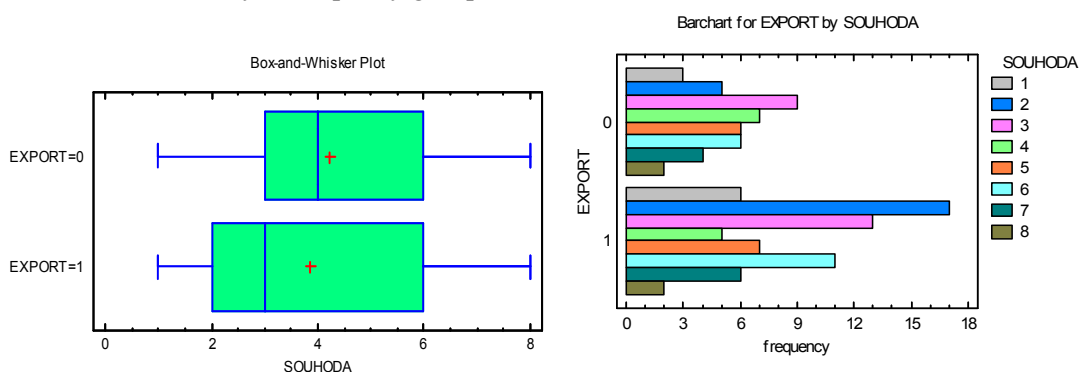 Box-and-Whisker Plot
EXPORT=0
EXPORT=1
0 2 4 6 8
SOUHODA
Barchart for EXPORT by SOUHODA
EXPORT
0
1
0 3 6 9 12 15 18
frequency
SOUHODA
1
2
3
4
5
6
7
8